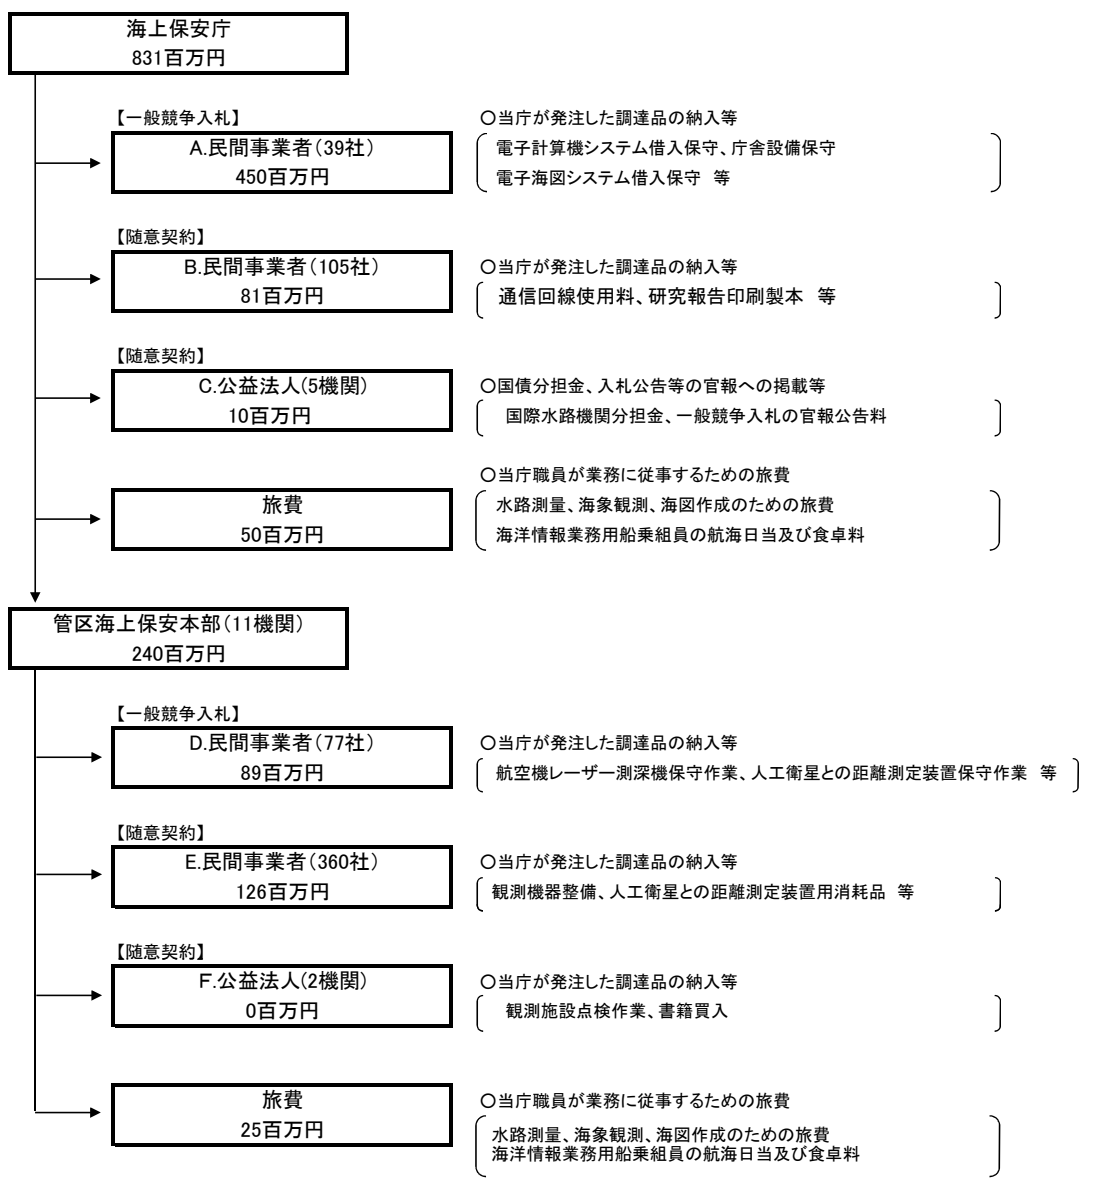 海上保安庁
831百万円
【一般競争入札】
A.民間事業者(39社)
450百万円
〇当庁が発注した調達品の納入等
電子計算機システム借入保守、庁舎設備保守
電子海図システム借入保守　等
【随意契約】
B.民間事業者(105社)
81百万円
〇当庁が発注した調達品の納入等
通信回線使用料、研究報告印刷製本　等
【随意契約】
C.公益法人(5機関)
10百万円
〇国債分担金、入札公告等の官報への掲載等
国際水路機関分担金、一般競争入札の官報公告料
旅費
50百万円
〇当庁職員が業務に従事するための旅費
水路測量、海象観測、海図作成のための旅費
海洋情報業務用船乗組員の航海日当及び食卓料
管区海上保安本部(11機関)
240百万円
【一般競争入札】
D.民間事業者(77社)
89百万円
〇当庁が発注した調達品の納入等
航空機レーザー測深機保守作業、人工衛星との距離測定装置保守作業　等
【随意契約】
E.民間事業者(360社)
126百万円
〇当庁が発注した調達品の納入等
観測機器整備、人工衛星との距離測定装置用消耗品　等
【随意契約】
F.公益法人(2機関)
0百万円
〇当庁が発注した調達品の納入等
観測施設点検作業、書籍買入
旅費
25百万円
〇当庁職員が業務に従事するための旅費
水路測量、海象観測、海図作成のための旅費
海洋情報業務用船乗組員の航海日当及び食卓料